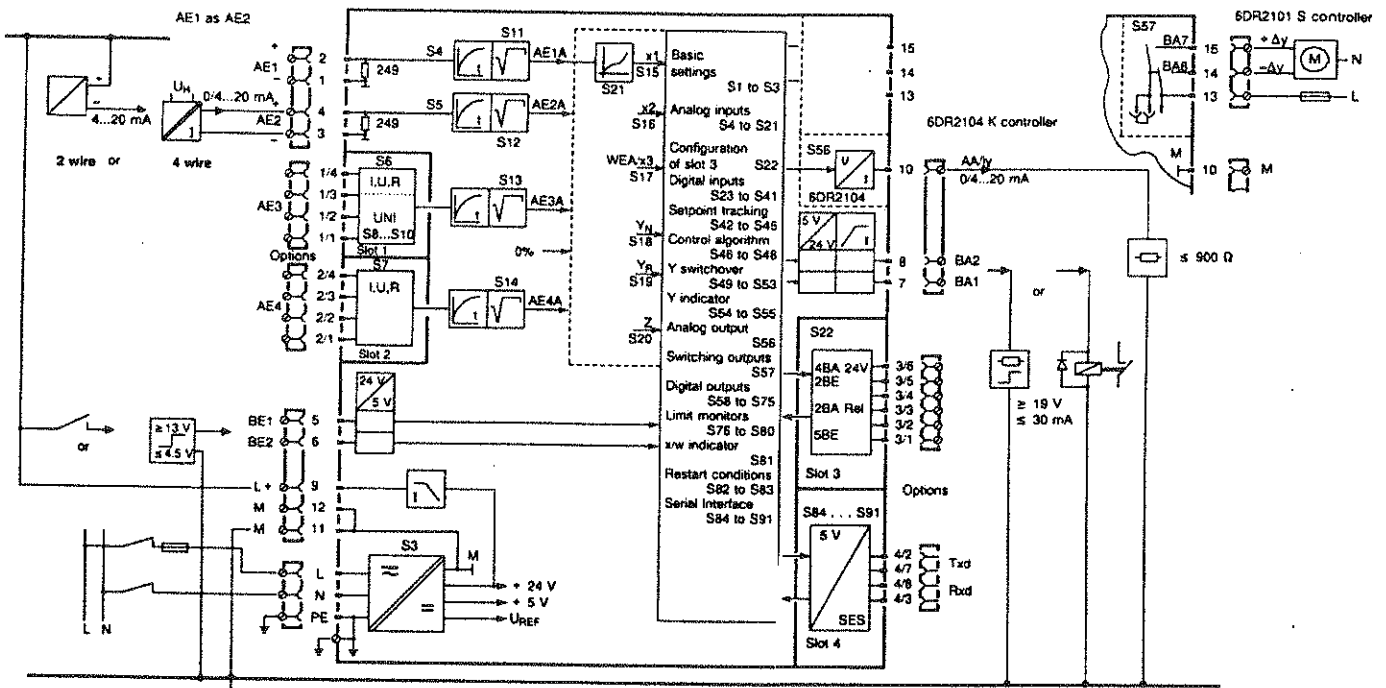 AE1 as AE2
6DR2101 S controller
S57
BA7
15
+ Δy
M
N
BA8
14
-Δy
13
L
M
10
M
+
AE1
-
2
1
S4
249
S11
AE1A
S21
x1
S15
UH
0/4...20 mA
4...20 mA
+
AE2
-
4
3
S5
249
S12
AE2A
x2
S16
2 wire or
4 wire
I
AE3
1/4
1/3
1/2
1/1
S6
I.U,R
UNI
S8...S10
Slot 1
S13
AE3A
WEA/x3
S17
YN
S18
0%
Options
AE4
2/4
2/3
2/2
2/1
S7
I.U,R
Slot 2
S14
AE4A
YR
S19
Z
S20
Basic
settings
S1 to S3
Analog inputs
S4 to S21
Configuration
of slot 3
S22
Digital inputs
S23 to S41
Setpoint tracking
S42 to S45
Control algorithm
S46 to S48
Y switchover
S49 to S53
Y indicator
S54 to S55
Analog output
S56
Switching outputs
S57
Digital outputs
S58 to S75
Limit monitors
S76 to S80
x/w indicator
S81
Restart conditions
S82 to S83
Serial Interface
S84 to S91
15
14
13
6DR2104 K controller
S56
U
I
6DR2104
10
AA/y
0/4...20 mA
≤ 900 Ω
5 V
24 V
8
7
BA2
BA1
or
≥ 19 V
≤ 30 mA
S22
4BA 24V
2BE
2BA Rel
5BE
Slot 3
3/6
3/5
3/4
3/3
3/2
3/1
Options
S84 . . . S91
5 V
SES
Slot 4
4/2
4/7
4/8
4/3
Txd
Rxd
or
≥ 13 V
≤ 4.5 V
BE1
BE2
5
6
24 V
5 V
L+
M
M
9
12
11
L
N
PE
S3
M
+ 24 V
+ 5 V
UREF
L N